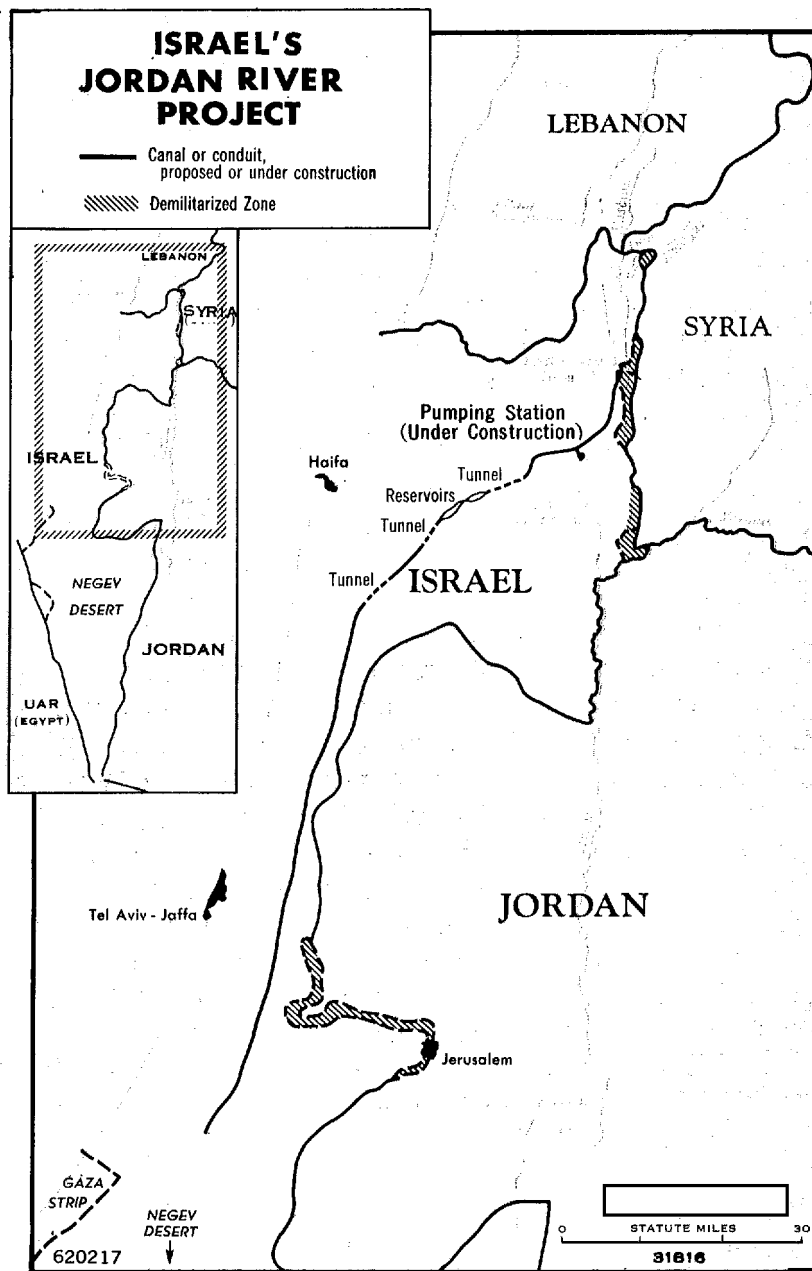 ISRAEL'S
JORDAN RIVER
PROJECT
Canal or conduit,
proposed or under construction
Demilitarized Zone
LEBANON
SYRIA
ISRAEL
NEGEV
DESERT
JORDAN
UAR
(EGYPT)
LEBANON
SYRIA
Pumping Station
(Under Construction)
Haifa
Tunnel
Reservoirs
Tunnel
Tunnel
ISRAEL
Tel Aviv - Jaffa
JORDAN
Jerusalem
GAZA
STRIP
NEGEV
DESERT
620217
0 STATUTE MILES 30
31816